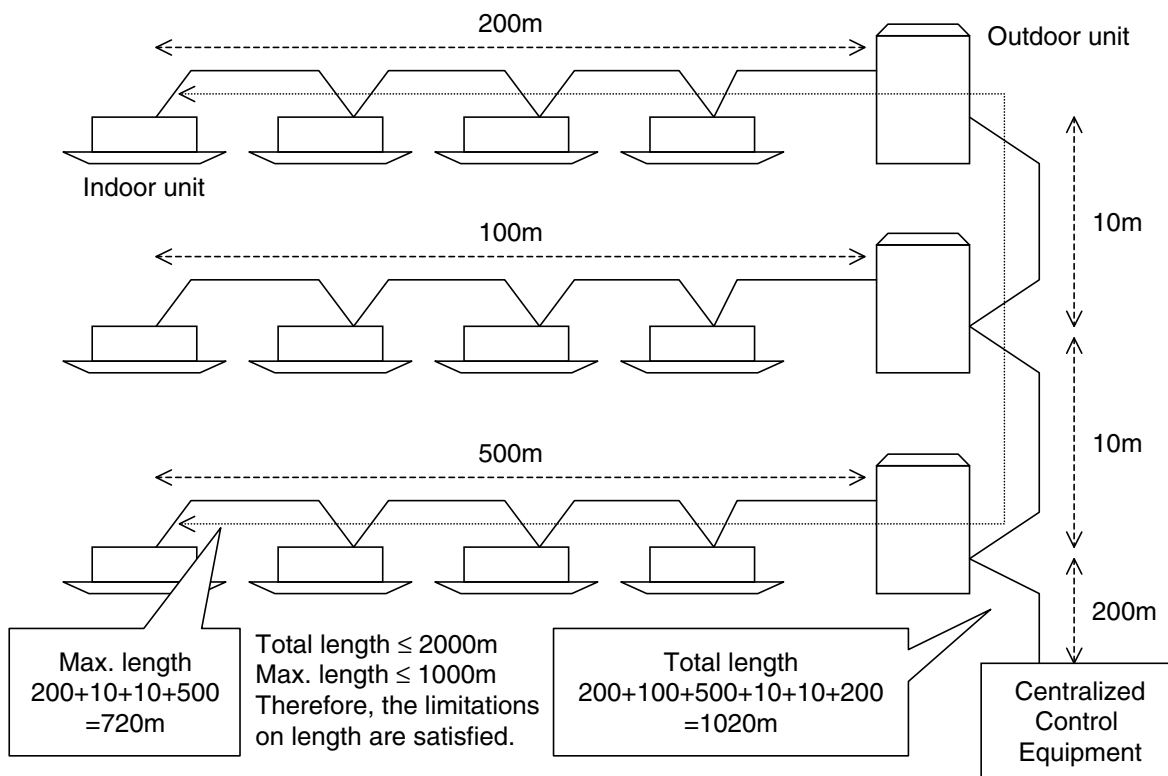 200m
Outdoor unit
Indoor unit
10m
100m
10m
500m
200m
Max. length
200+10+10+500
=720m
Total length ≤ 2000m
Max. length ≤ 1000m
Therefore, the limitations
on length are satisfied.
Total length
200+100+500+10+10+200
=1020m
Centralized
Control
Equipment